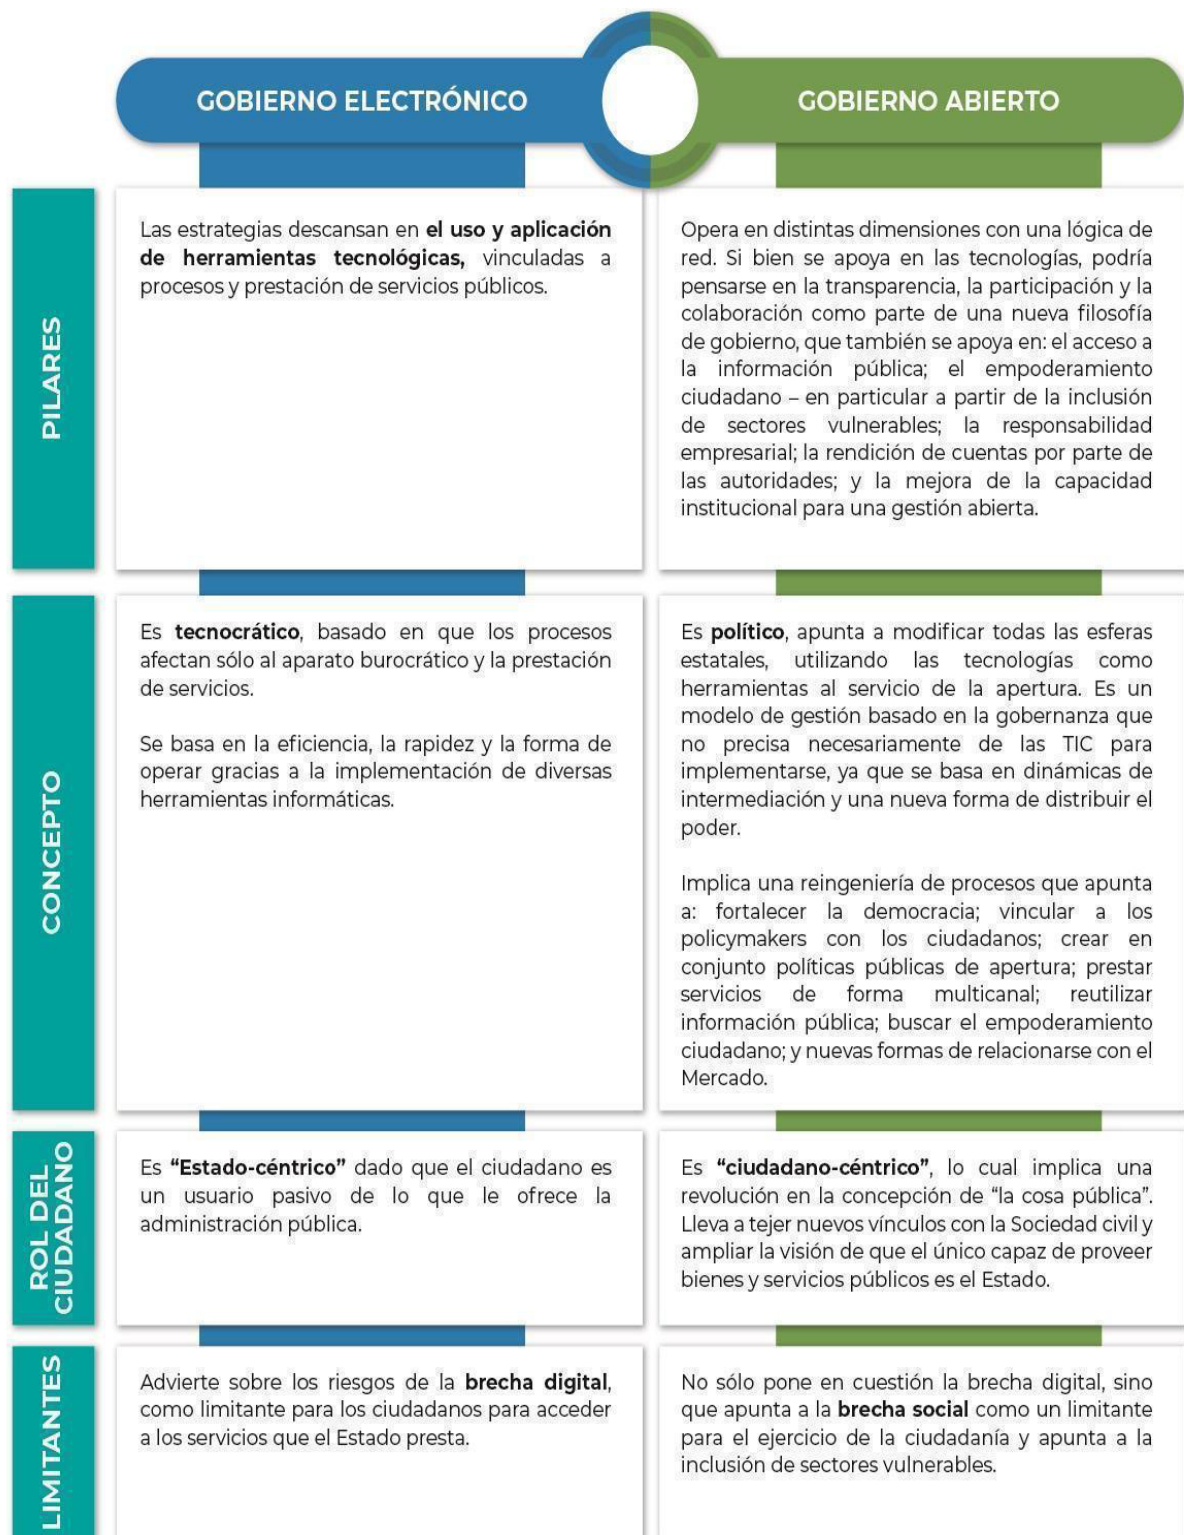 GOBIERNO ELECTRÓNICO
GOBIERNO ABIERTO
PILARES
Las estrategias descansan en el uso y aplicación
de herramientas tecnológicas, vinculadas a
procesos y prestación de servicios públicos.
Opera en distintas dimensiones con una lógica de
red. Si bien se apoya en las tecnologías, podría
pensarse en la transparencia, la participación y la
colaboración como parte de una nueva filosofía
de gobierno, que también se apoya en: el acceso a
la información pública; el empoderamiento
ciudadano – en particular a partir de la inclusión
de sectores vulnerables; la responsabilidad
empresarial; la rendición de cuentas por parte de
las autoridades; y la mejora de la capacidad
institucional para una gestión abierta.
CONCEPTO
Es tecnocrático, basado en que los procesos
afectan sólo al aparato burocrático y la prestación
de servicios.
Se basa en la eficiencia, la rapidez y la forma de
operar gracias a la implementación de diversas
herramientas informáticas.
Es político, apunta a modificar todas las esferas
estatales, utilizando las tecnologías como
herramientas al servicio de la apertura. Es un
modelo de gestión basado en la gobernanza que
no precisa necesariamente de las TIC para
implementarse, ya que se basa en dinámicas de
intermediación y una nueva forma de distribuir el
poder.
Implica una reingeniería de procesos que apunta
a: fortalecer la democracia; vincular a los
policymakers con los ciudadanos; crear en
conjunto políticas públicas de apertura; prestar
servicios de forma multicanal; reutilizar
información pública; buscar el empoderamiento
ciudadano; y nuevas formas de relacionarse con el
Mercado.
ROL DEL
CIUDADANO
Es “Estado-céntrico” dado que el ciudadano es
un usuario pasivo de lo que le ofrece la
administración pública.
Es “ciudadano-céntrico”, lo cual implica una
revolución en la concepción de “la cosa pública”.
Lleva a tejer nuevos vínculos con la Sociedad civil y
ampliar la visión de que el único capaz de proveer
bienes y servicios públicos es el Estado.
LIMITANTES
Advierte sobre los riesgos de la brecha digital,
como limitante para los ciudadanos para acceder
a los servicios que el Estado presta.
No sólo pone en cuestión la brecha digital, sino
que apunta a la brecha social como un limitante
para el ejercicio de la ciudadanía y apunta a la
inclusión de sectores vulnerables.